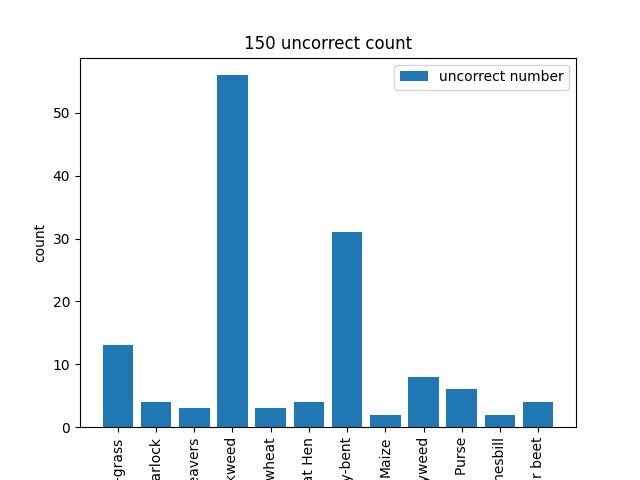 150 uncorrect count
uncorrect number
count
50
40
30
20
10
0
-grass
arlock
eavers
kweed
wheat
at Hen
y-bent
Maize
yweed
Purse
nesbill
r beet